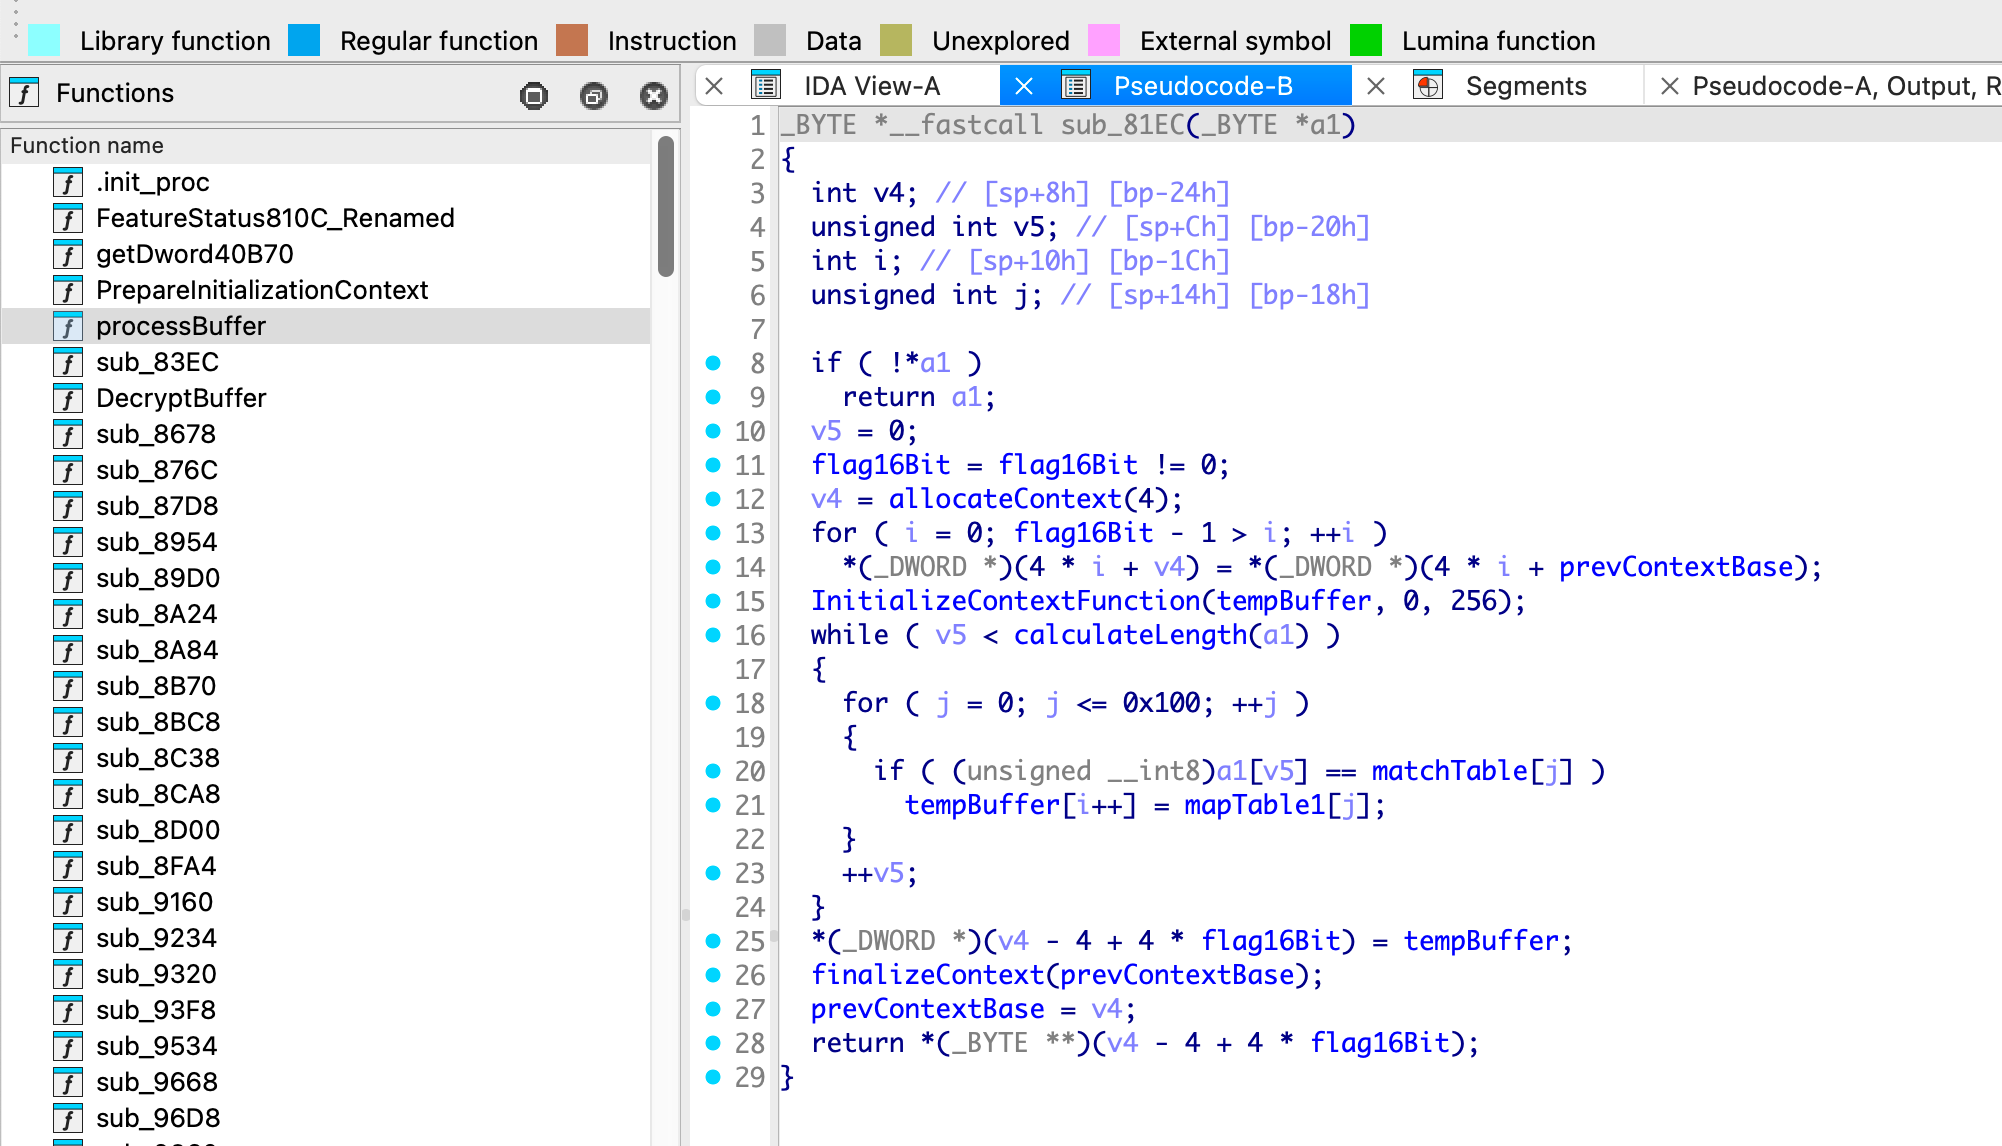 Library function Regular function Instruction Data Unexplored External symbol Lumina function
Functions
Function name
.init_proc
FeatureStatus810C_Renamed
getDword40B70
PrepareInitializationContext
processBuffer
sub_83EC
DecryptBuffer
sub_8678
sub_876C
sub_87D8
sub_8954
sub_89D0
sub_8A24
sub_8A84
sub_8B70
sub_8BC8
sub_8C38
sub_8CA8
sub_8D00
sub_8FA4
sub_9160
sub_9234
sub_9320
sub_93F8
sub_9534
sub_9668
sub_96D8
IDA View-A Pseudocode-B Segments Pseudocode-A, Output, R
1 _BYTE *__fastcall sub_81EC(_BYTE *a1)
2 {
3 int v4; // [sp+8h] [bp-24h]
4 unsigned int v5; // [sp+Ch] [bp-20h]
5 int i; // [sp+10h] [bp-1Ch]
6 unsigned int j; // [sp+14h] [bp-18h]
7
8 if ( !*a1 )
9 return a1;
10 v5 = 0;
11 flag16Bit = flag16Bit != 0;
12 v4 = allocateContext(4);
13 for ( i = 0; flag16Bit - 1 > i; ++i )
14 *(_DWORD *)(4 * i + v4) = *(_DWORD *)(4 * i + prevContextBase);
15 InitializeContextFunction(tempBuffer, 0, 256);
16 while ( v5 < calculateLength(a1) )
17 {
18 for ( j = 0; j <= 0x100; ++j )
19 {
20 if ( (unsigned __int8)a1[v5] == matchTable[j] )
21 tempBuffer[i++] = mapTable1[j];
22 }
23 ++v5;
24 }
25 *(_DWORD *)(v4 - 4 + 4 * flag16Bit) = tempBuffer;
26 finalizeContext(prevContextBase);
27 prevContextBase = v4;
28 return *(_BYTE **)(v4 - 4 + 4 * flag16Bit);
29 }